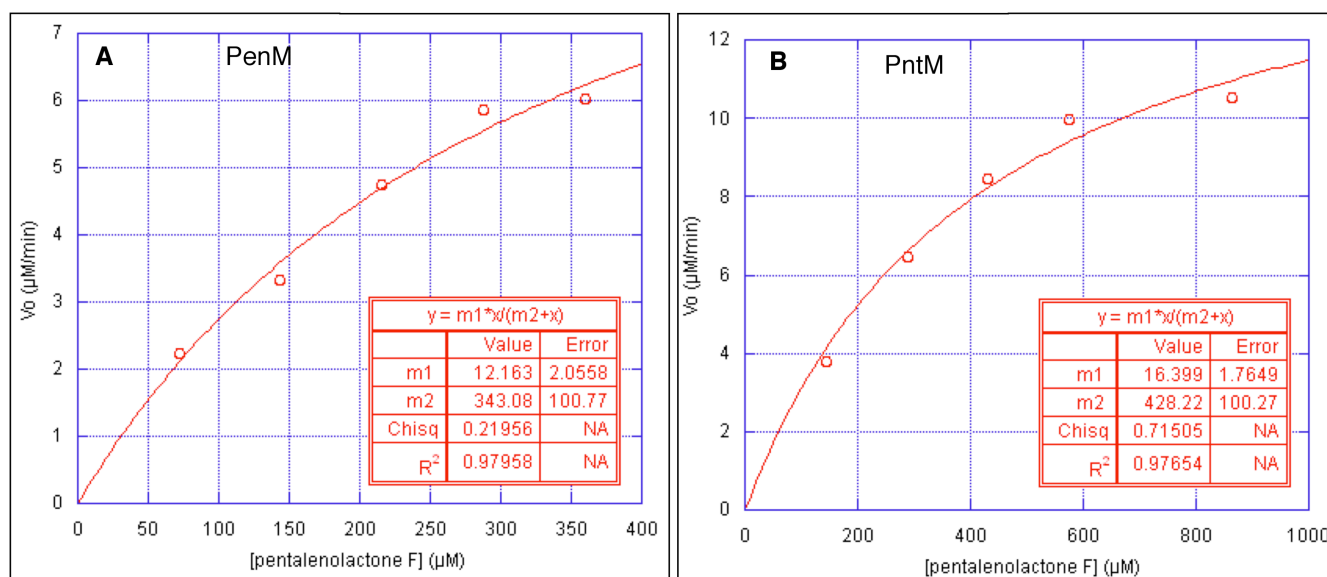 A PenM
7
6
5
4
3
2
1
0
Vo (µM/min)
0 50 100 150 200 250 300 350 400
[pentalenolactone F] (µM)
y = m1*x/(m2+x)
Value Error
m1 12.163 2.0558
m2 343.08 100.77
Chisq 0.21956 NA
R² 0.97958 NA
B PntM
12
10
8
6
4
2
0
Vo (µM/min)
0 200 400 600 800 1000
[pentalenolactone F] (µM)
y = m1*x/(m2+x)
Value Error
m1 16.399 1.7649
m2 428.22 100.27
Chisq 0.71505 NA
R² 0.97654 NA